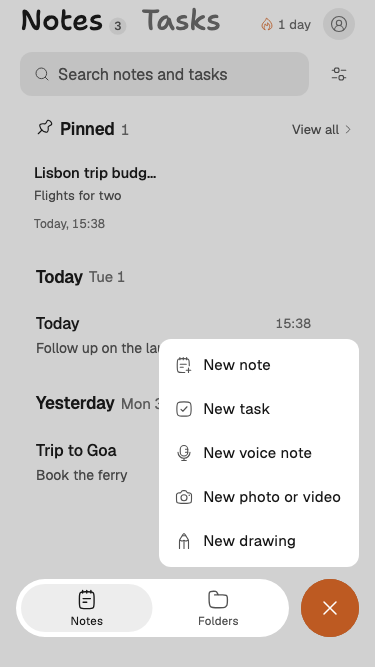 Notes 3 Tasks
1 day
Search notes and tasks
Pinned 1
View all
Lisbon trip budg...
Flights for two
Today, 15:38
Today Tue 1
Today 15:38
Follow up on the
Yesterday Mon
Trip to Goa
Book the ferry
New note
New task
New voice note
New photo or video
New drawing
Notes
Folders